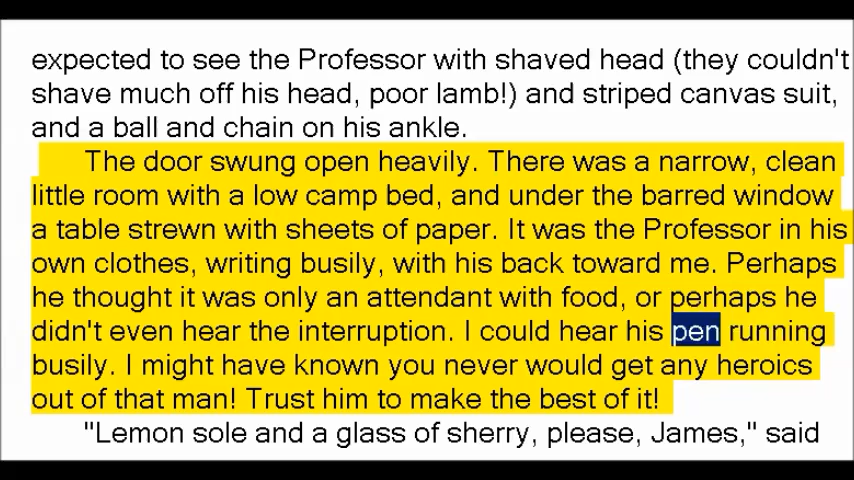 expected to see the Professor with shaved head (they couldn't
shave much off his head, poor lamb!) and striped canvas suit,
and a ball and chain on his ankle.
The door swung open heavily. There was a narrow, clean
little room with a low camp bed, and under the barred window
a table strewn with sheets of paper. It was the Professor in his
own clothes, writing busily, with his back toward me. Perhaps
he thought it was only an attendant with food, or perhaps he
didn't even hear the interruption. I could hear his pen running
busily. I might have known you never would get any heroics
out of that man! Trust him to make the best of it!
"Lemon sole and a glass of sherry, please, James," said